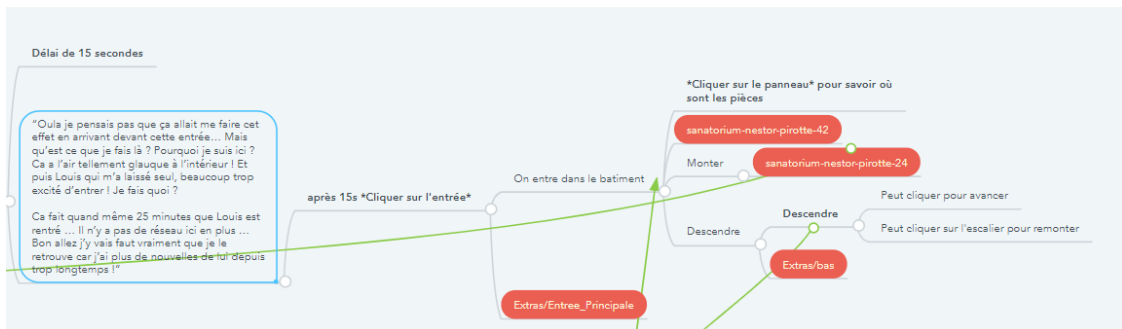 Délai de 15 secondes
“Oula je pensais pas que ça allait me faire cet
effet en arrivant devant cette entrée... Mais
qu’est ce que je fais là ? Pourquoi je suis ici ?
Ca a l’air tellement glauque à l’intérieur ! Et
puis Louis qui m’a laissé seul, beaucoup trop
excité d’entrer ! Je fais quoi ?
Ca fait quand même 25 minutes que Louis est
rentré ... Il n’y a pas de réseau ici en plus ...
Bon allez j’y vais faut vraiment que je le
retrouve car j’ai plus de nouvelles de lui depuis
trop longtemps !”
après 15s *Cliquer sur l'entrée*
On entre dans le batiment
Extras/Entree_Principale
*Cliquer sur le panneau* pour savoir où
sont les pièces
sanatorium-nestor-pirotte-42
Monter
sanatorium-nestor-pirotte-24
Descendre
Descendre
Extras/bas
Peut cliquer pour avancer
Peut cliquer sur l'escalier pour remonter